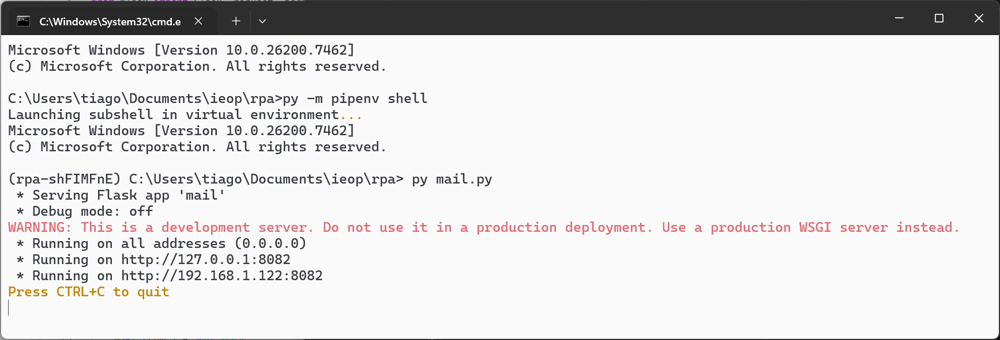 C:\Windows\System32\cmd.e
Microsoft Windows [Version 10.0.26200.7462]
(c) Microsoft Corporation. All rights reserved.
C:\Users\tiago\Documents\ieop\rpa>py -m pipenv shell
Launching subshell in virtual environment...
Microsoft Windows [Version 10.0.26200.7462]
(c) Microsoft Corporation. All rights reserved.
(rpa-shFIMFnE) C:\Users\tiago\Documents\ieop\rpa> py mail.py
 * Serving Flask app 'mail'
 * Debug mode: off
WARNING: This is a development server. Do not use it in a production deployment. Use a production WSGI server instead.
 * Running on all addresses (0.0.0.0)
 * Running on http://127.0.0.1:8082
 * Running on http://192.168.1.122:8082
Press CTRL+C to quit